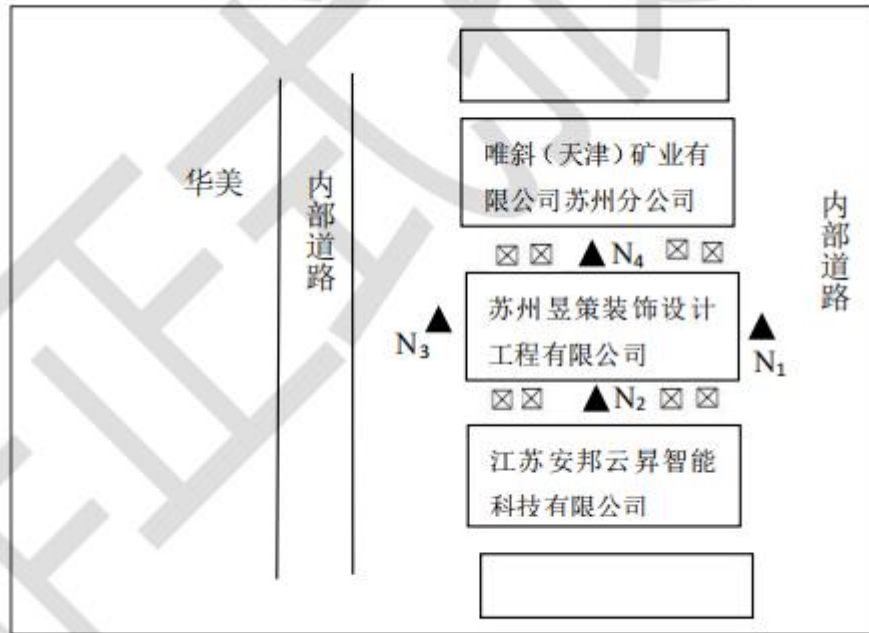 唯斜（天津）矿业有
限公司苏州分公司
华美
内部道路
内部道路
N₄
苏州昱策装饰设计
工程有限公司
N₃
N₁
N₂
江苏安邦云昇智能
科技有限公司